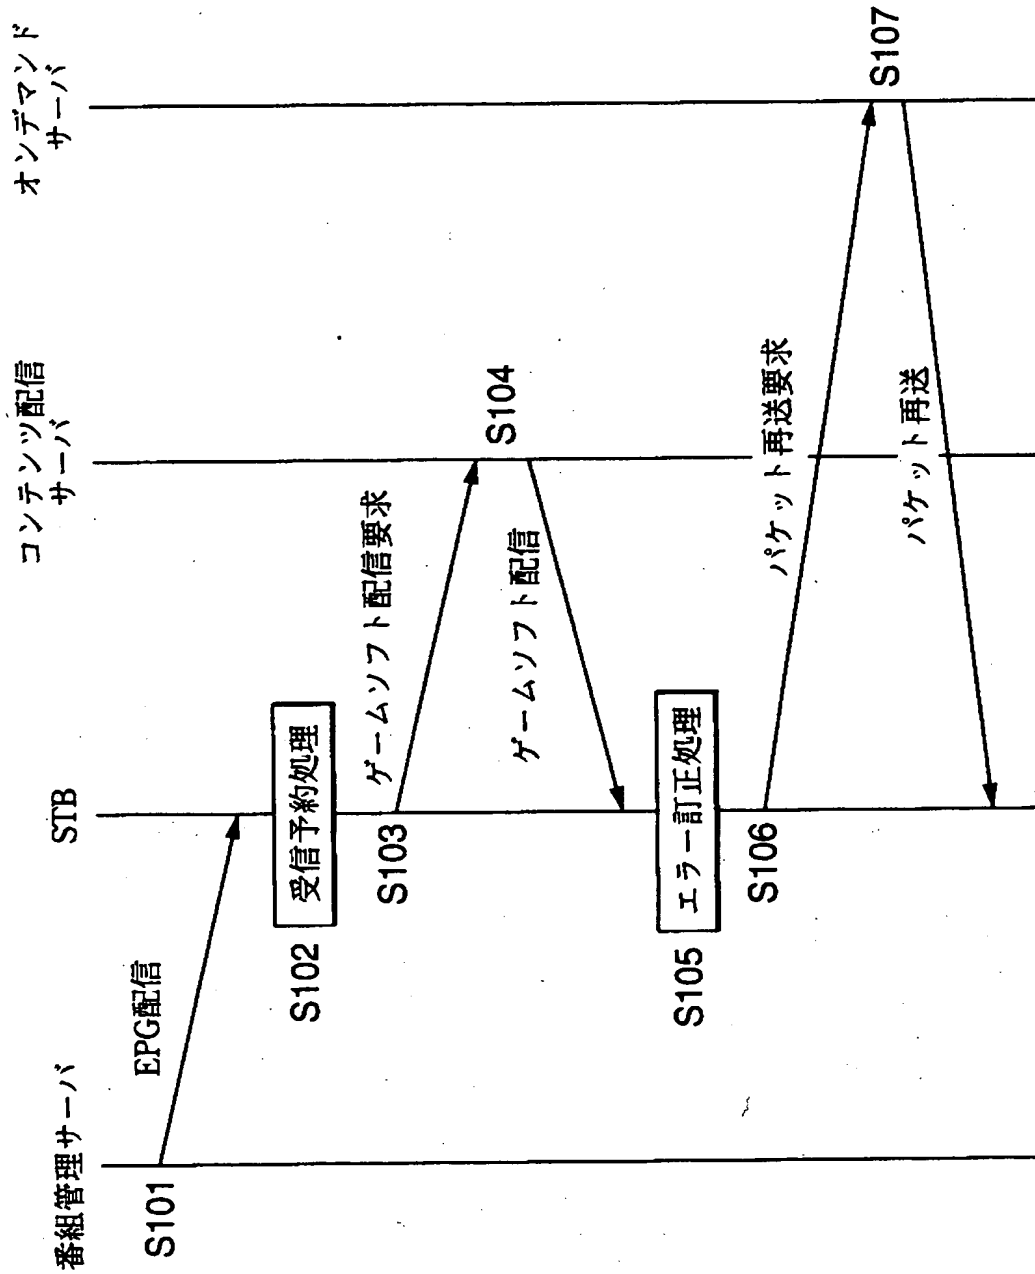 番組管理サーバ
STB
コンテンツ配信
サーバ
オンデマンド
サーバ
S101
EPG配信
S102
受信予約処理
S103
ゲームソフト配信要求
S104
ゲームソフト配信
S105
エラー訂正処理
S106
パケット再送要求
S107
パケット再送